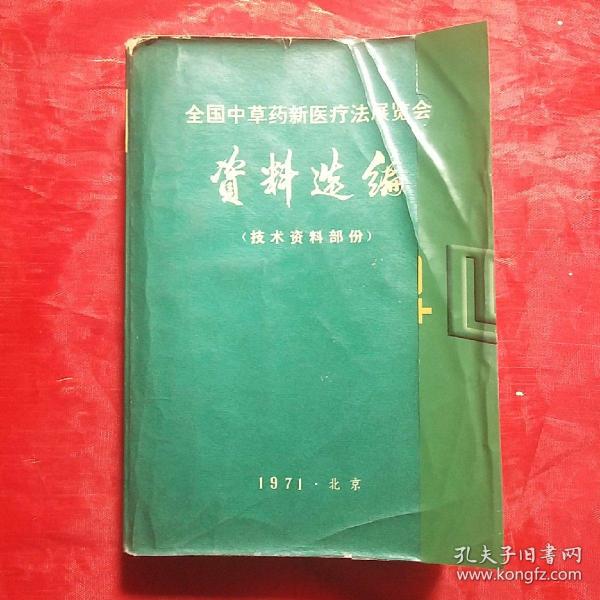 全国中草药新医疗法展览会
资料选编
(技术资料部份)
1971·北京
孔夫子旧书网
www.kongfz.com